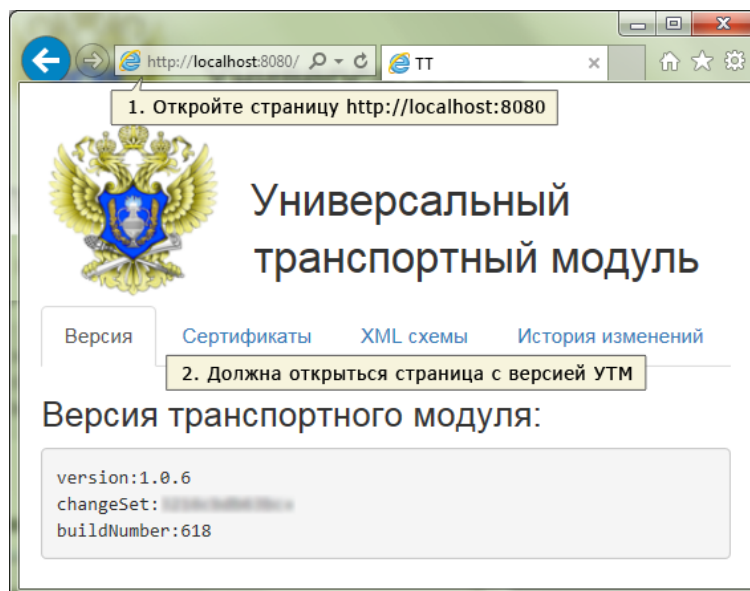 http://localhost:8080/
TT
1. Откройте страницу http://localhost:8080
Универсальный
транспортный модуль
Версия
Сертификаты
XML схемы
История изменений
2. Должна открыться страница с версией УТМ
Версия транспортного модуля:
version:1.0.6
changeSet:
buildNumber:618